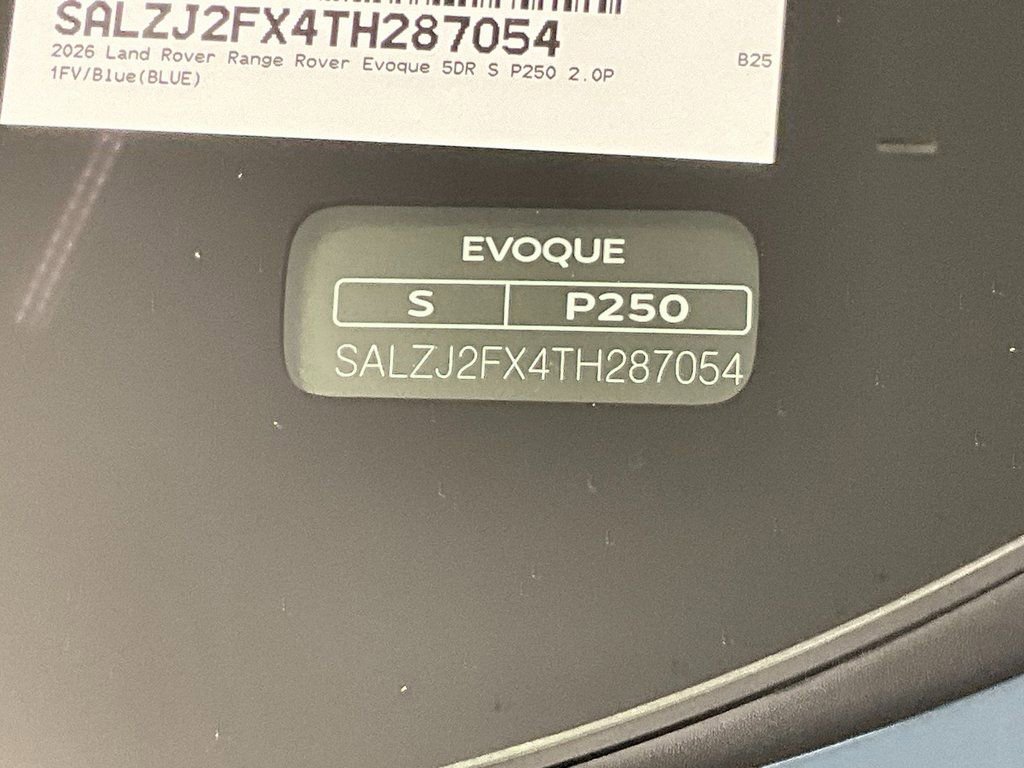 SALZJ2FX4TH287054
2026 Land Rover Range Rover Evoque 5DR S P250 2.0P
B25
1FV/Blue(BLUE)
EVOQUE
S P250
SALZJ2FX4TH287054